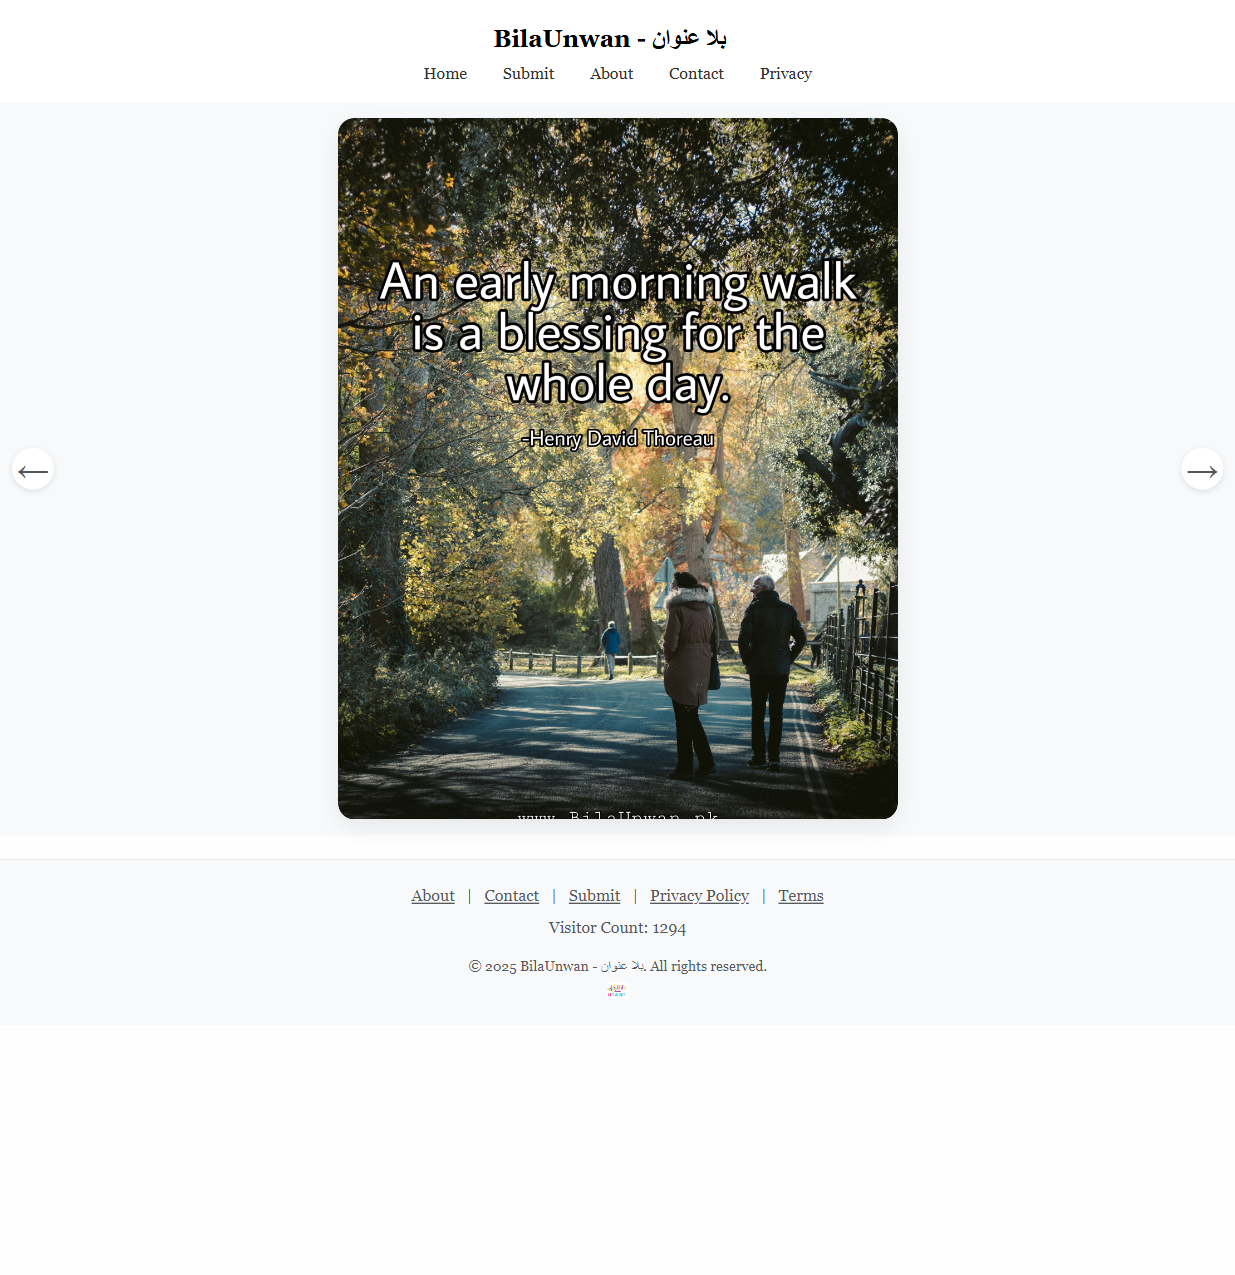 BilaUnwan - بلا عنوان
Home Submit About Contact Privacy
An early morning walk
is a blessing for the
whole day.
-Henry David Thoreau
←
→
www.BilaUnwan.pk
About | Contact | Submit | Privacy Policy | Terms
Visitor Count: 1294
© 2025 BilaUnwan - بلا عنوان. All rights reserved.